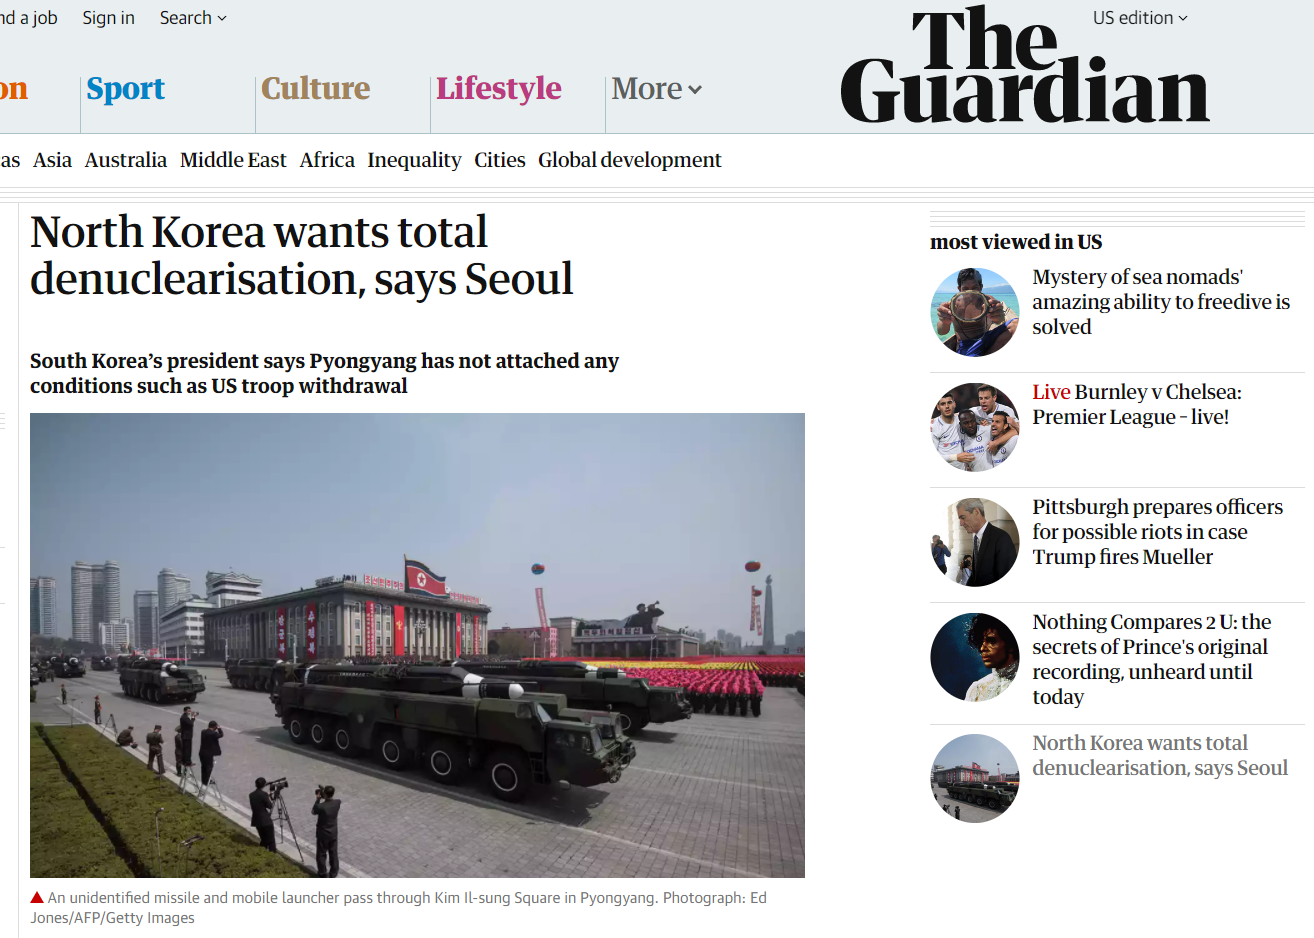 nd a job Sign in Search
US edition
The
Guardian
on Sport Culture Lifestyle More
as Asia Australia Middle East Africa Inequality Cities Global development
North Korea wants total
denuclearisation, says Seoul
South Korea's president says Pyongyang has not attached any
conditions such as US troop withdrawal
An unidentified missile and mobile launcher pass through Kim Il-sung Square in Pyongyang. Photograph: Ed
Jones/AFP/Getty Images
most viewed in US
Mystery of sea nomads'
amazing ability to freedive is
solved
Live Burnley v Chelsea:
Premier League – live!
Pittsburgh prepares officers
for possible riots in case
Trump fires Mueller
Nothing Compares 2 U: the
secrets of Prince's original
recording, unheard until
today
North Korea wants total
denuclearisation, says Seoul